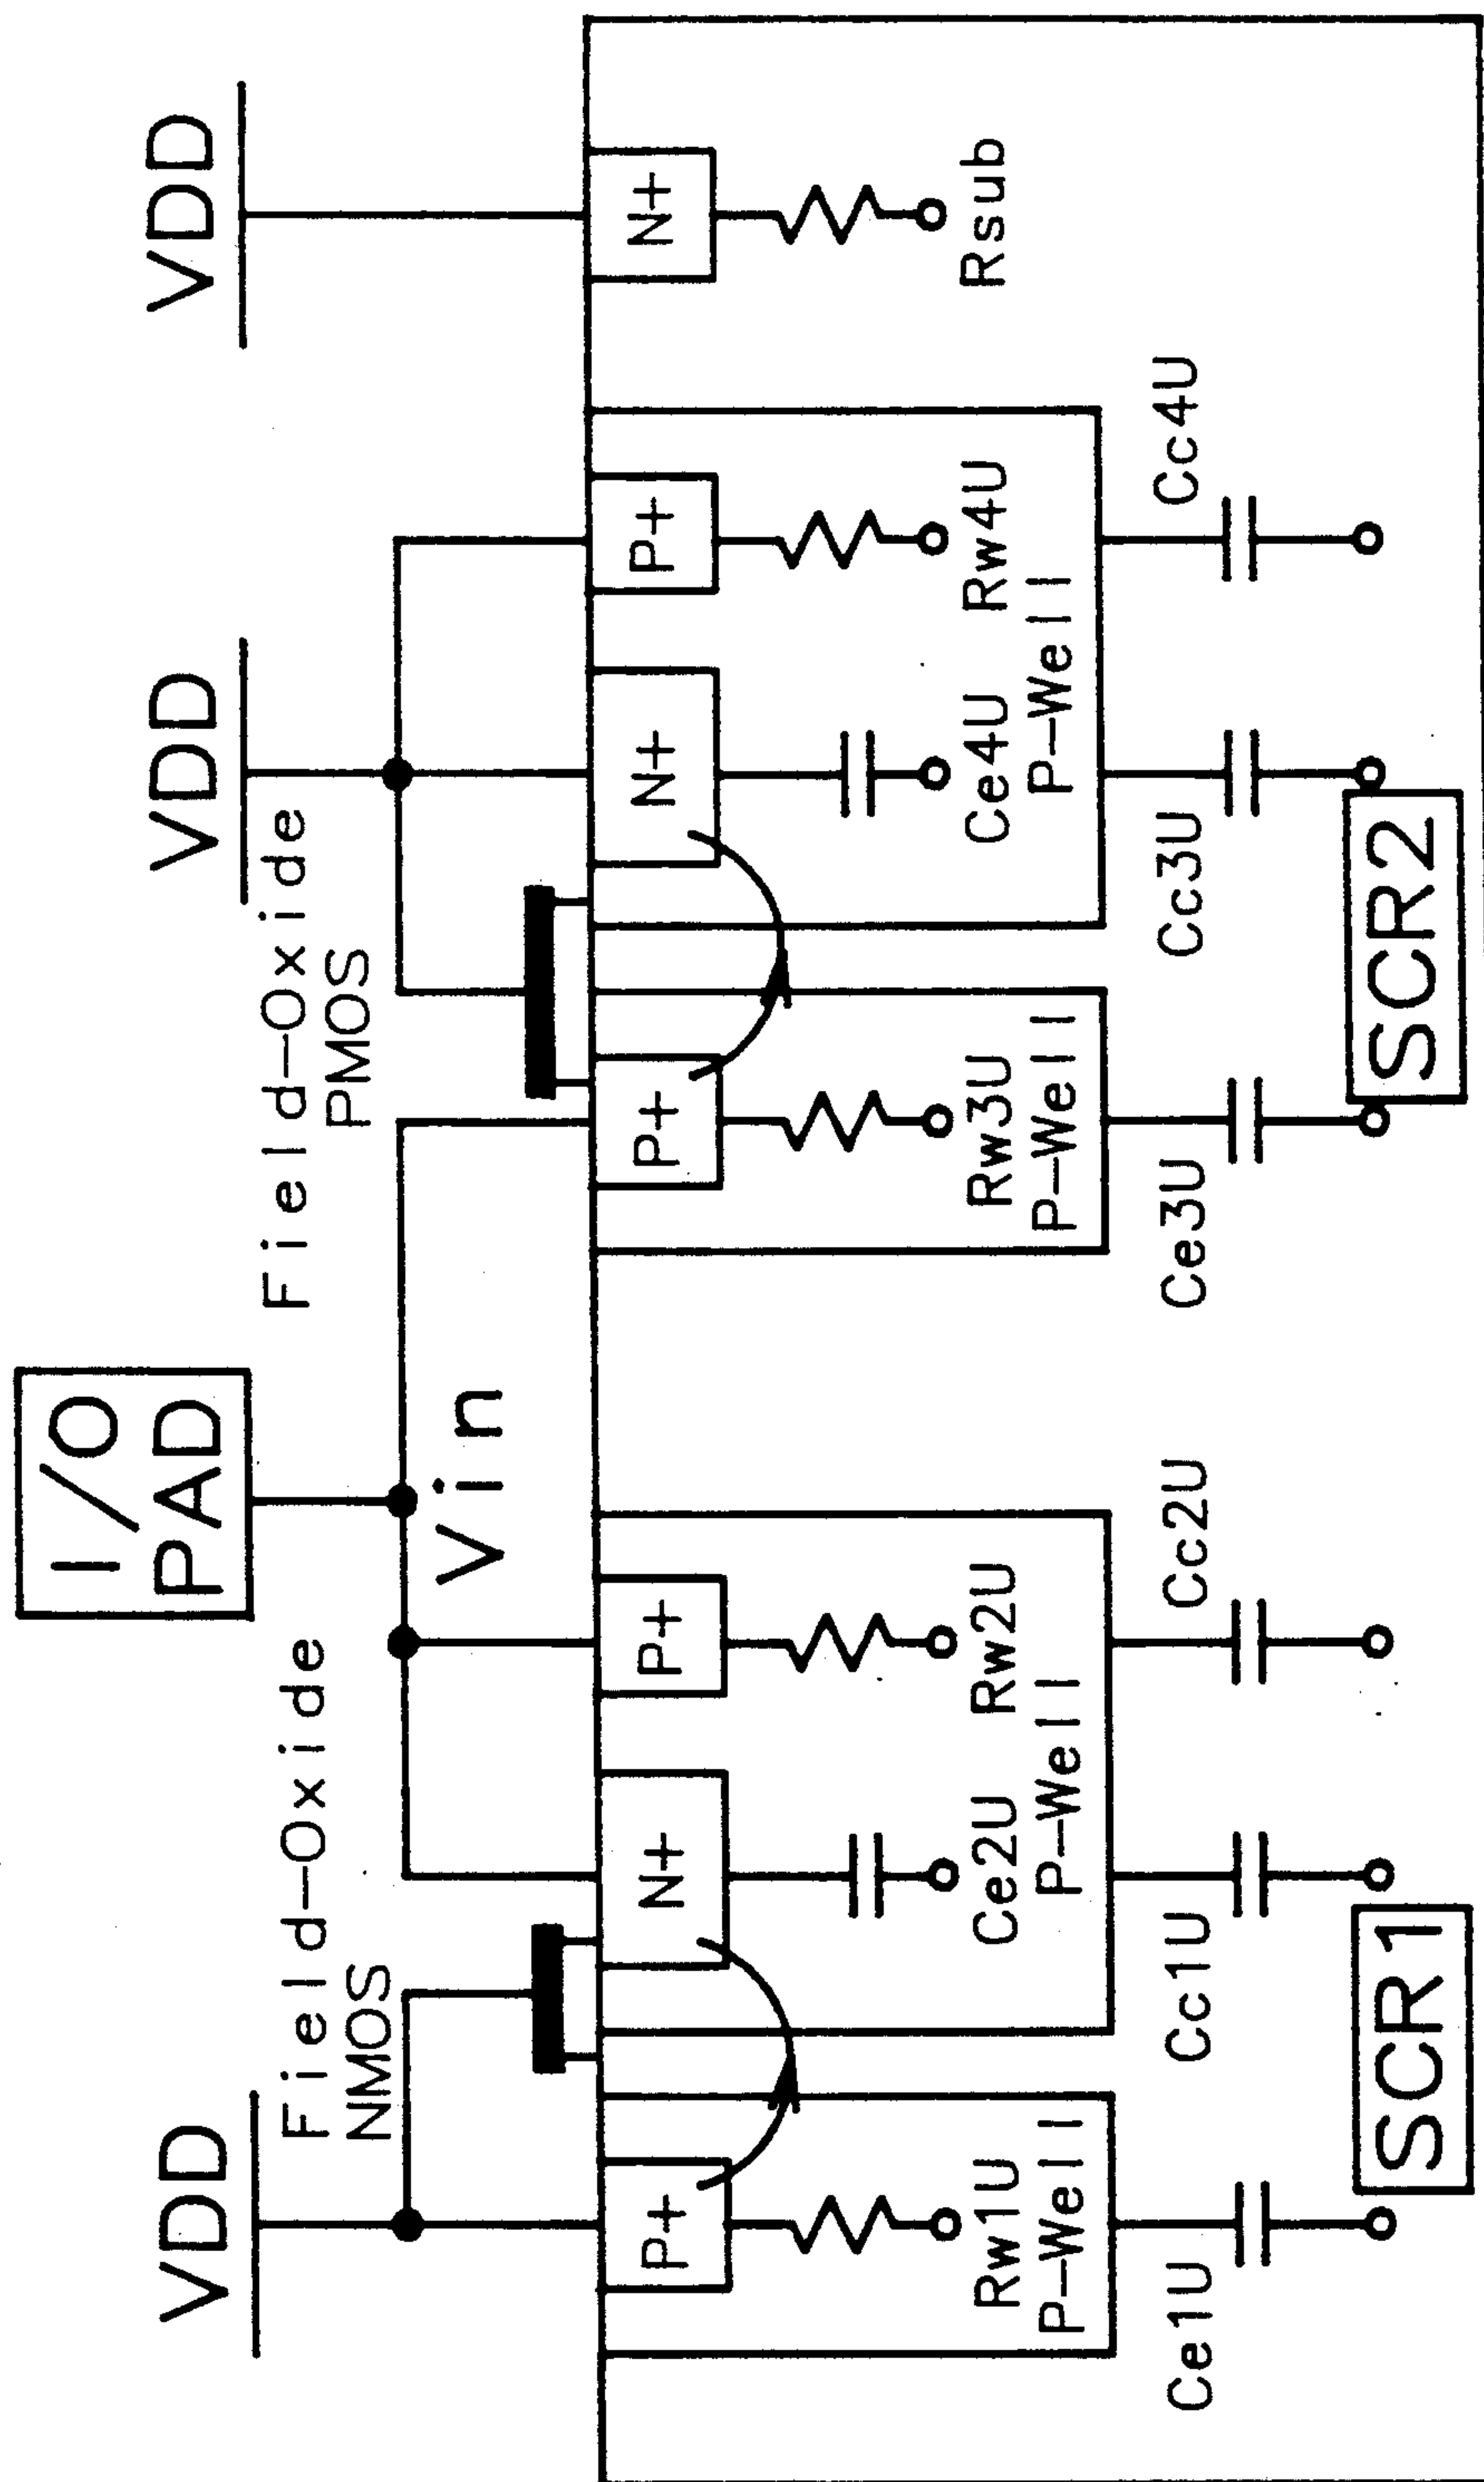 I/O
PAD
VDD
VDD
VDD
Field-Oxide
NMOS
Field-Oxide
PMOS
Vin
P+
N+
P+
P+
N+
P+
N+
Rw1U
P-Well
Ce2U
Rw2U
P-Well
Rw3U
P-Well
Ce4U
Rw4U
P-Well
Rsub
Ce1U
Cc1U
Cc2U
Ce3U
Cc3U
Cc4U
SCR1
SCR2